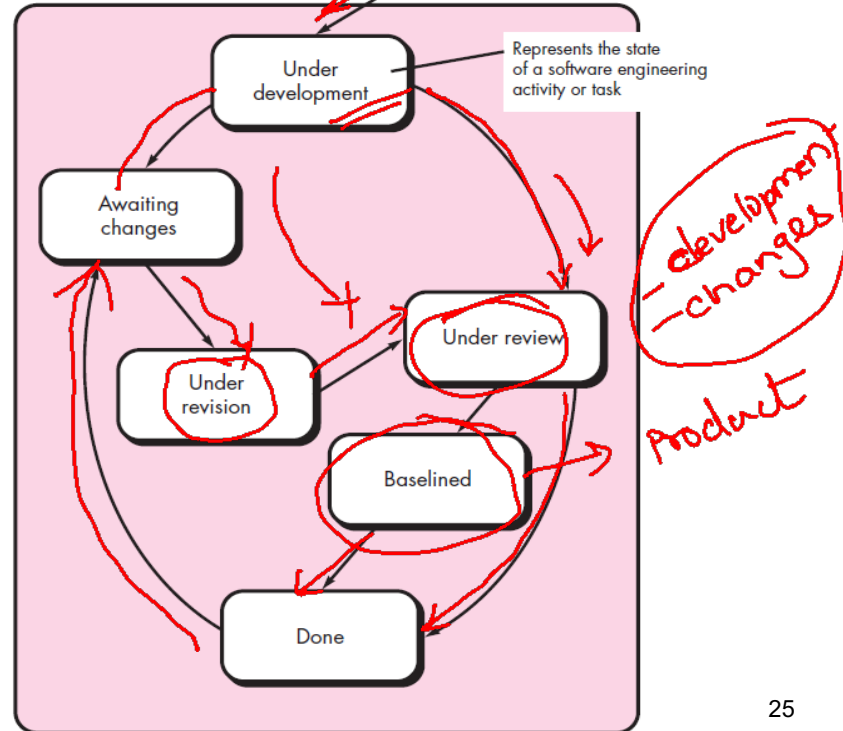 Under
development
Represents the state
of a software engineering
activity or task
Awaiting
changes
- developmen
- changes
Under review
Under
revision
Product
Baselined
Done
25